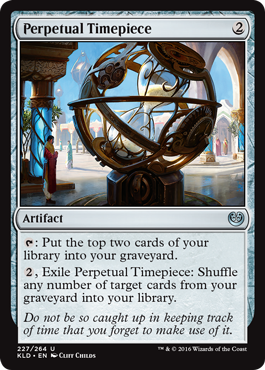 Perpetual Timepiece 2
Artifact
: Put the top two cards of your
library into your graveyard.
2, Exile Perpetual Timepiece: Shuffle
any number of target cards from your
graveyard into your library.
Do not be so caught up in keeping track
of time that you forget to make use of it.
227/264 U
KLD • EN Cliff Childs
™ & © 2016 Wizards of the Coast